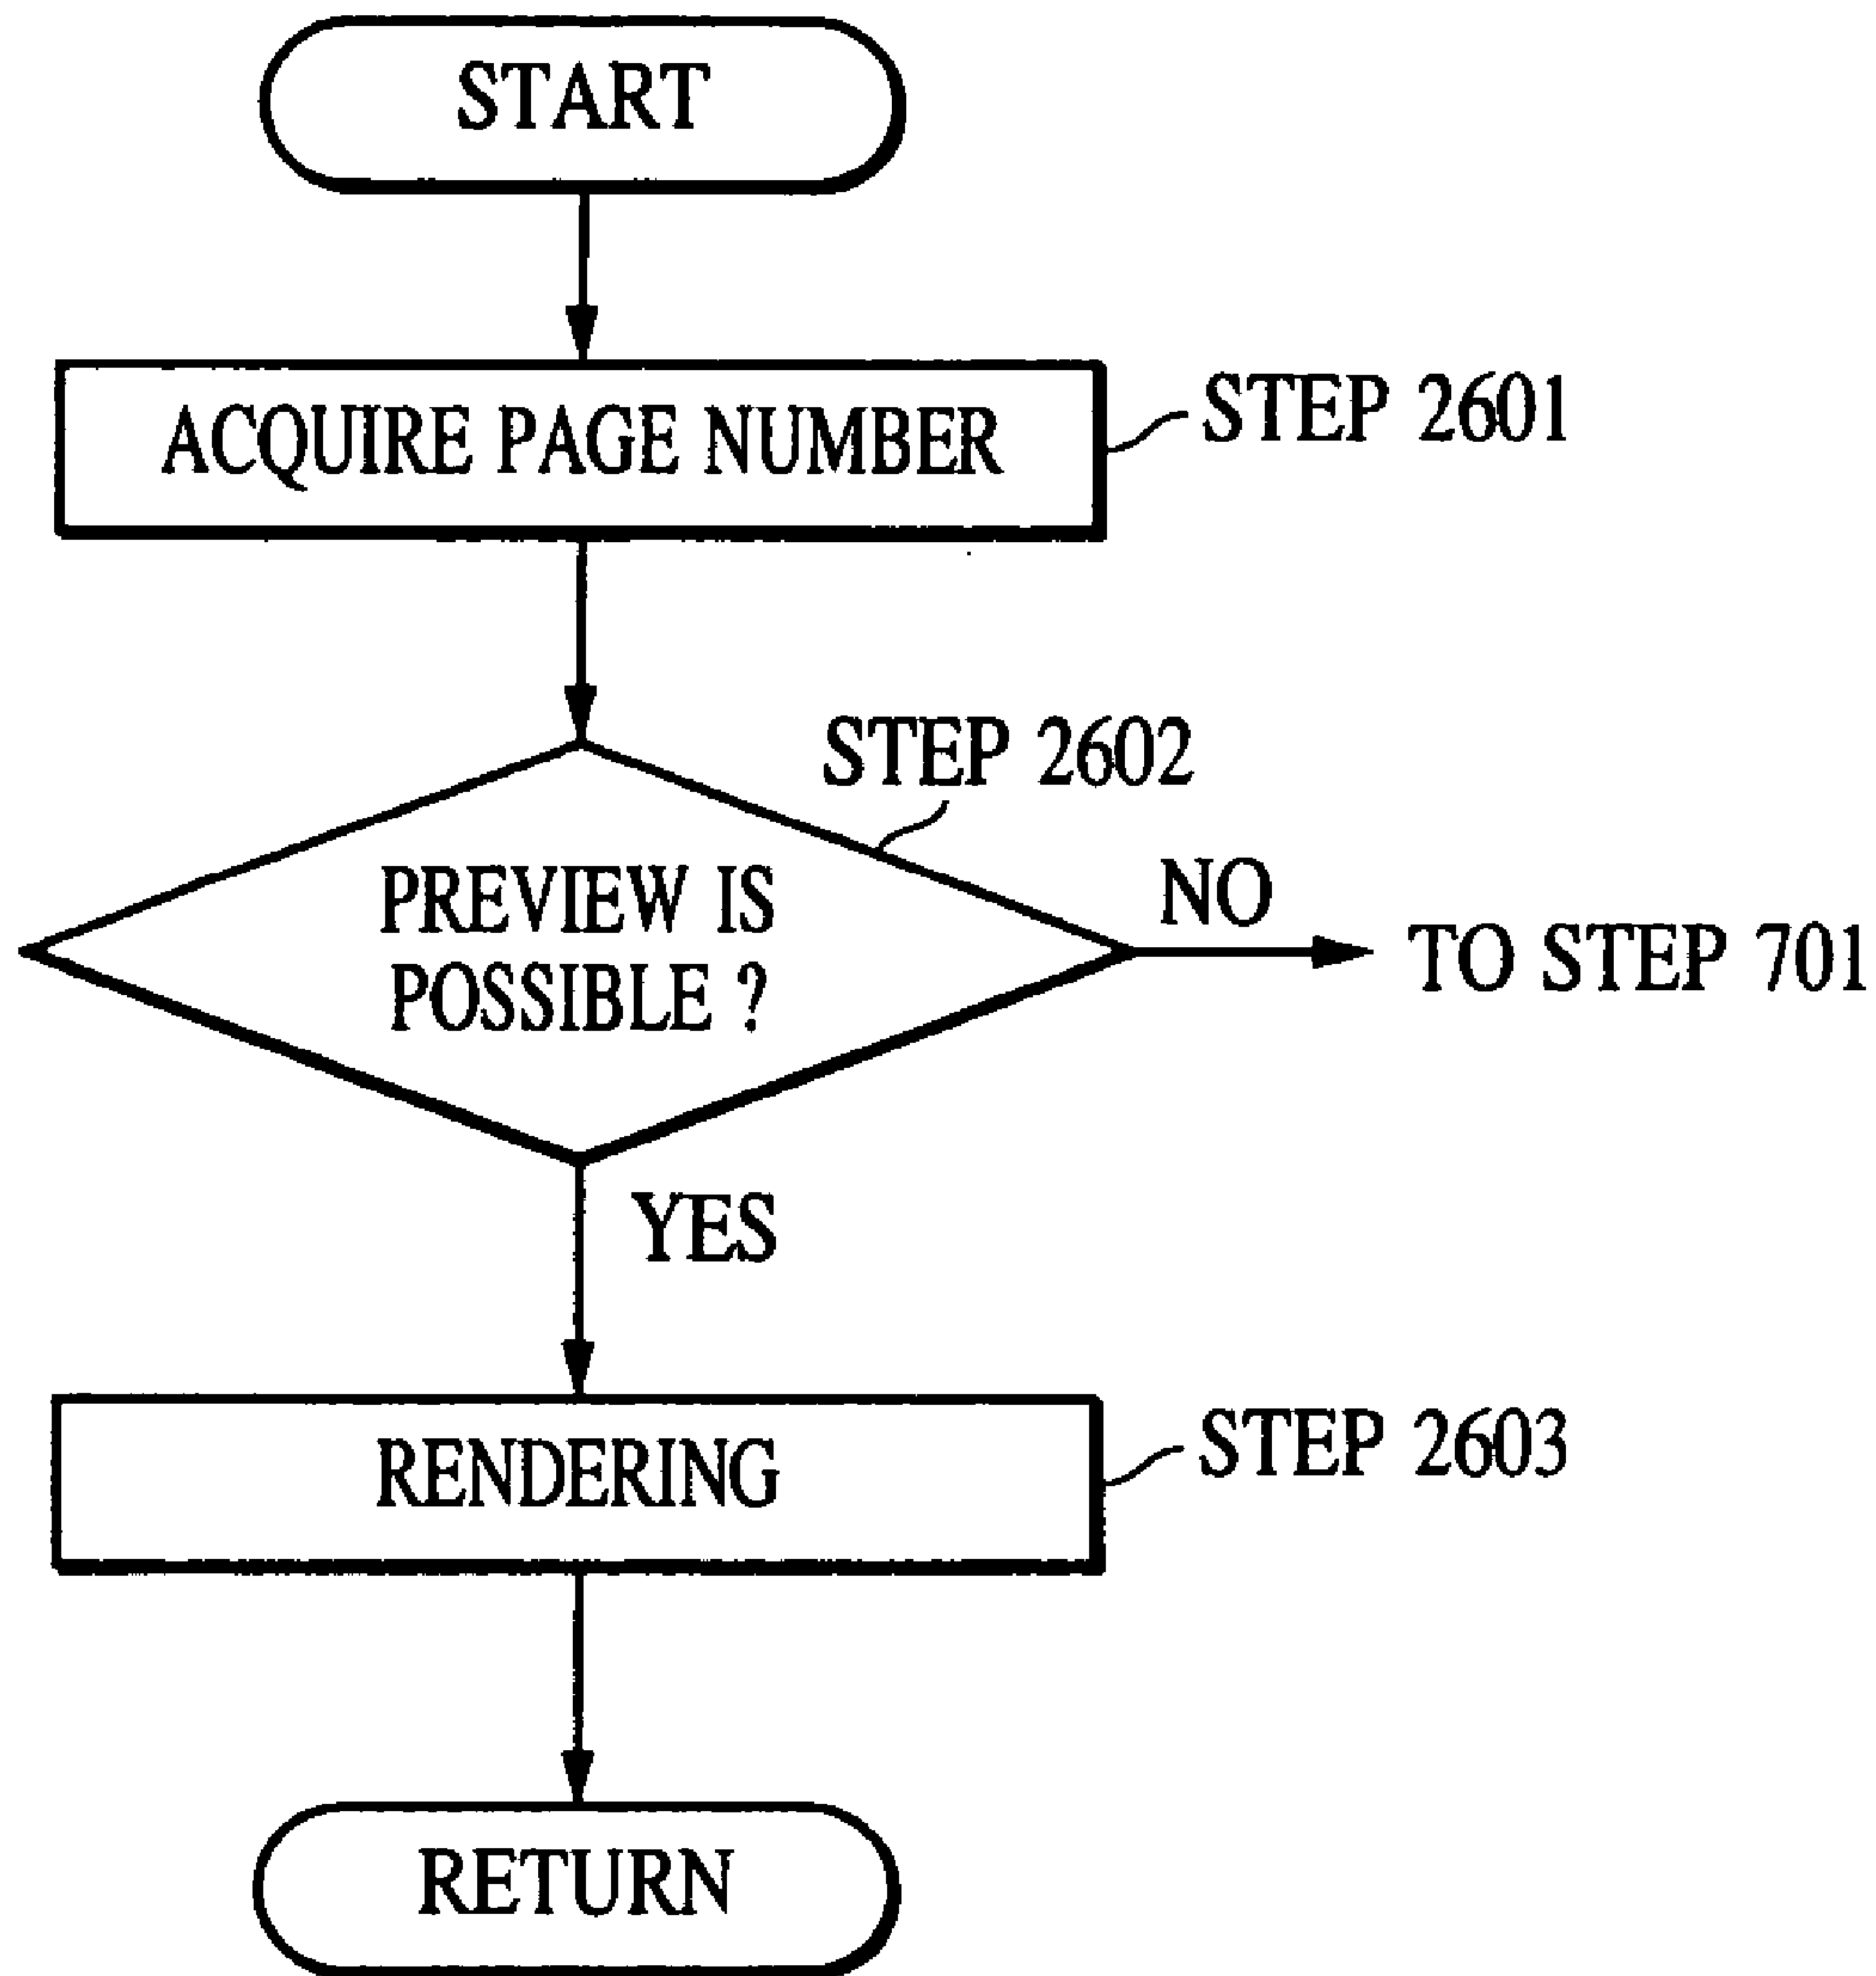 START
ACQUIRE PAGE NUMBER
STEP 2601
STEP 2602
PREVIEW IS
POSSIBLE ?
NO
TO STEP 701
YES
RENDERING
STEP 2603
RETURN